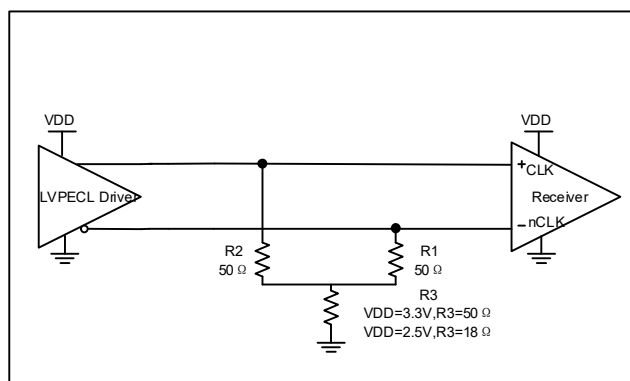 VDD
VDD
LVPECL Driver
+CLK
Receiver
-nCLK
R2
50 Ω
R1
50 Ω
R3
VDD=3.3V,R3=50 Ω
VDD=2.5V,R3=18 Ω